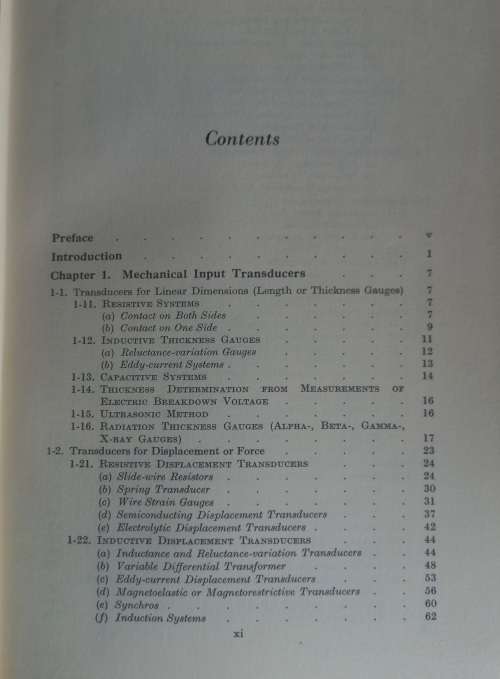 Contents
Preface . . . . . . . . . . . v
Introduction . . . . . . . . . . 1
Chapter 1. Mechanical Input Transducers . . . 7
1-1. Transducers for Linear Dimensions (Length or Thickness Gauges) 7
1-11. Resistive Systems . . . . . . . 7
(a) Contact on Both Sides . . . . . . 7
(b) Contact on One Side . . . . . . . 9
1-12. Inductive Thickness Gauges . . . . . 11
(a) Reluctance-variation Gauges . . . . . 12
(b) Eddy-current Systems . . . . . . . 13
1-13. Capacitive Systems . . . . . . . 14
1-14. Thickness Determination from Measurements of
Electric Breakdown Voltage . . . . . 16
1-15. Ultrasonic Method . . . . . . . 16
1-16. Radiation Thickness Gauges (Alpha-, Beta-, Gamma-,
X-ray Gauges) . . . . . . . . 17
1-2. Transducers for Displacement or Force . . . . 23
1-21. Resistive Displacement Transducers . . . 24
(a) Slide-wire Resistors . . . . . . . 24
(b) Spring Transducer . . . . . . . 30
(c) Wire Strain Gauges . . . . . . . 31
(d) Semiconducting Displacement Transducers . . . 37
(e) Electrolytic Displacement Transducers . . . . 42
1-22. Inductive Displacement Transducers . . . . 44
(a) Inductance and Reluctance-variation Transducers . . 44
(b) Variable Differential Transformer . . . . 48
(c) Eddy-current Displacement Transducers . . . 53
(d) Magnetoelastic or Magnetorestrictive Transducers . . 56
(e) Synchros . . . . . . . . . 60
(f) Induction Systems . . . . . . . 62
xi